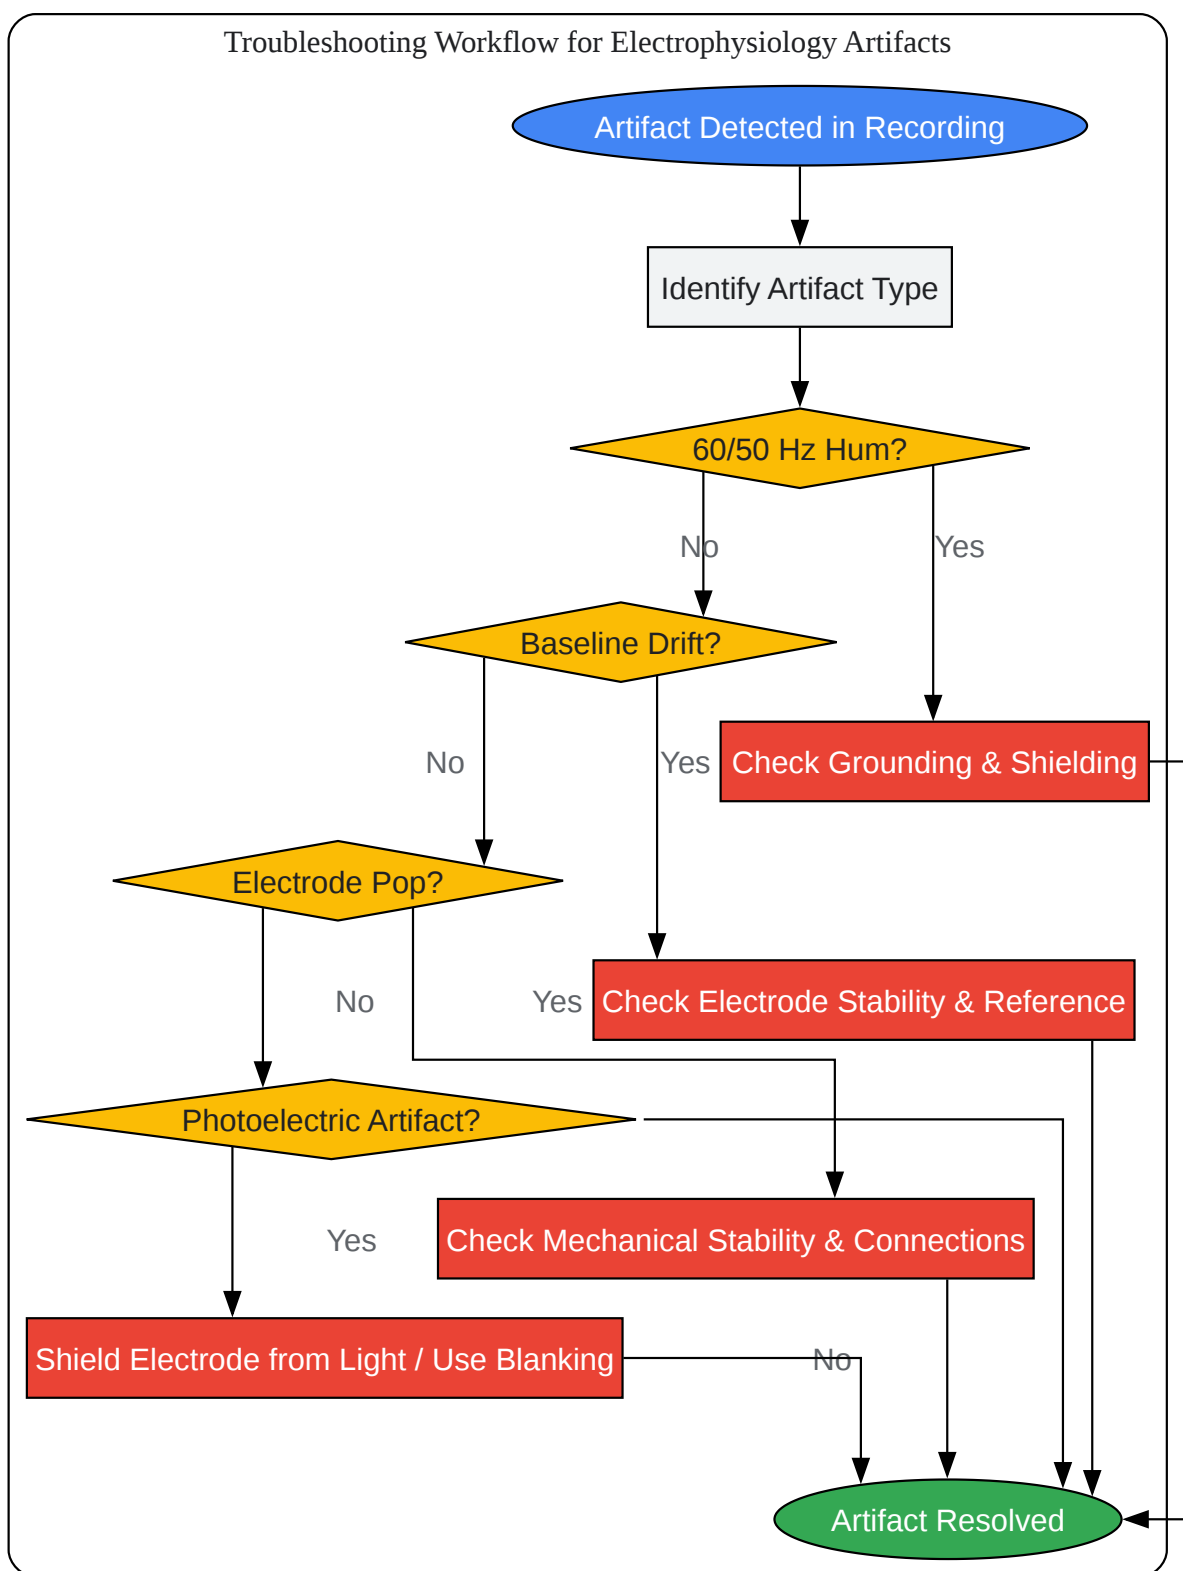 Troubleshooting Workflow for Electrophysiology Artifacts
Artifact Detected in Recording
Identify Artifact Type
60/50 Hz Hum?
No
Yes
Baseline Drift?
No
Yes
Check Grounding & Shielding
Electrode Pop?
No
Yes
Check Electrode Stability & Reference
Photoelectric Artifact?
Yes
Check Mechanical Stability & Connections
Shield Electrode from Light / Use Blanking
No
Artifact Resolved